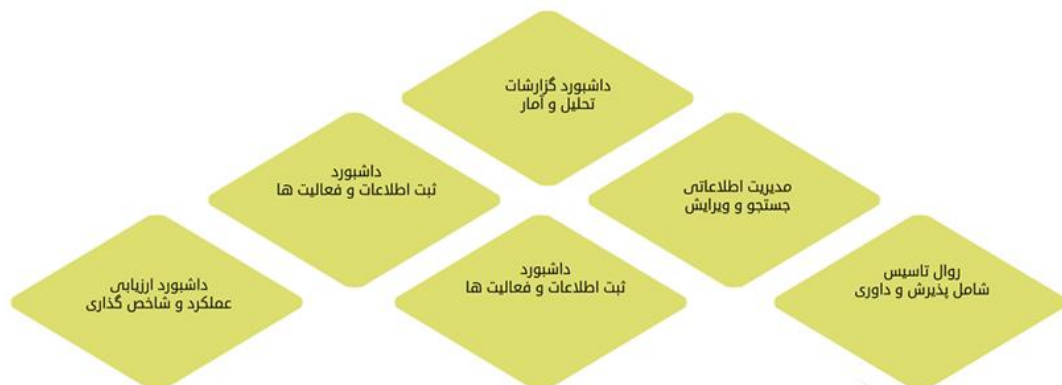 داشبورد گزارشات
تحلیل و آمار
مدیریت اطلاعاتی
جستجو و ویرایش
داشبورد
ثبت اطلاعات و فعالیت ها
روال تاسیس
شامل پذیرش و داوری
داشبورد
ثبت اطلاعات و فعالیت ها
داشبورد ارزیابی
عملکرد و شاخص گذاری